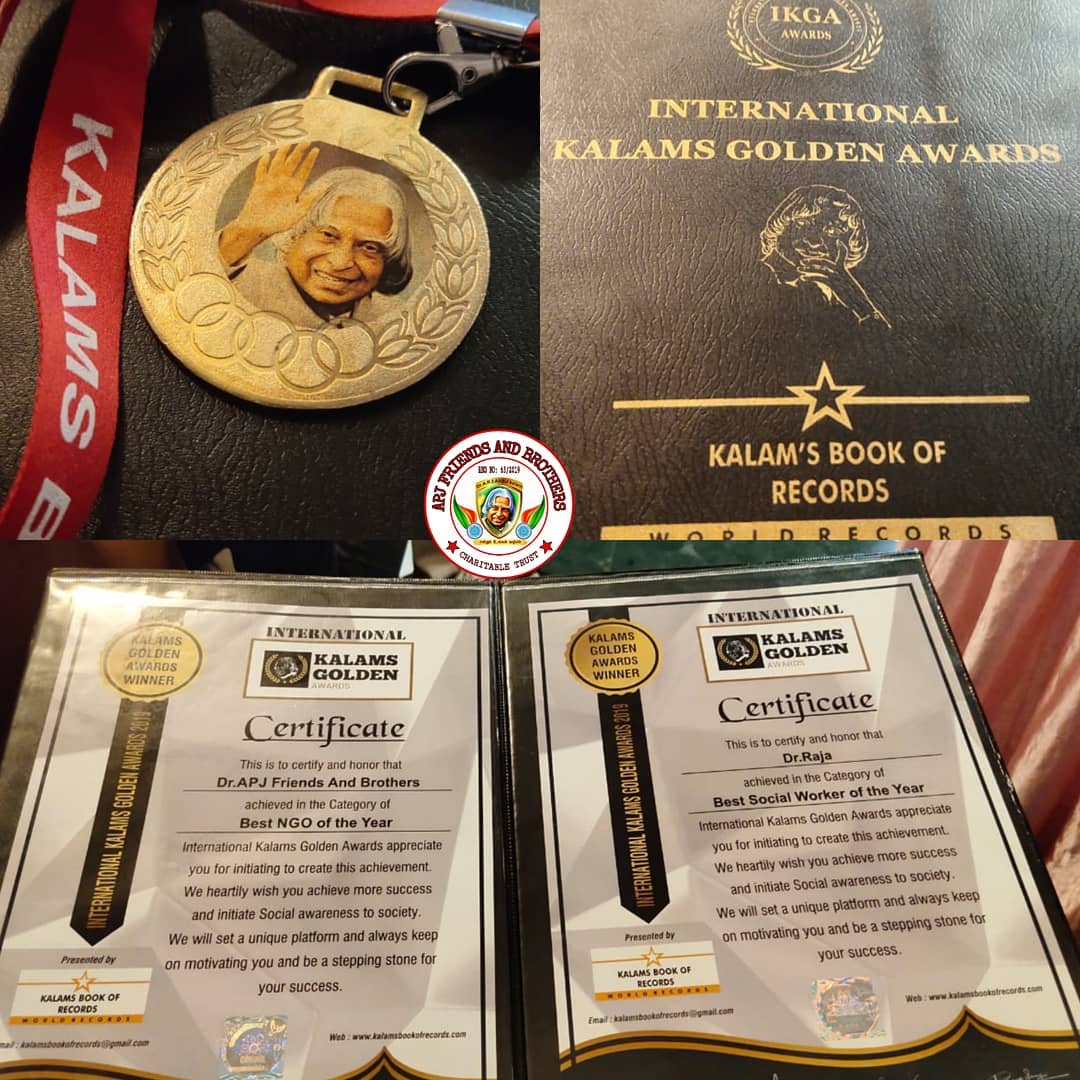 KALAMS B
IKGA
AWARDS
INTERNATIONAL
KALAMS GOLDEN AWARDS
KALAM'S BOOK OF
RECORDS
WORLD RECORDS
APJ FRIENDS AND BROTHERS
REG NO: 63/2019
CHARITABLE TRUST
KALAMS
GOLDEN
AWARDS
WINNER
INTERNATIONAL KALAMS GOLDEN AWARDS 2019
INTERNATIONAL
KALAMS
GOLDEN
AWARDS
Certificate
This is to certify and honor that
Dr.APJ Friends And Brothers
achieved in the Category of
Best NGO of the Year
International Kalams Golden Awards appreciate
you for initiating to create this achievement.
We heartily wish you achieve more success
and initiate Social awareness to society.
We will set a unique platform and always keep
on motivating you and be a stepping stone for
your success.
Presented by
KALAMS BOOK OF
RECORDS
WORLD RECORDS
mail : kalamsbookofrecords@gmail.com
Web : www.kalamsbookofrecords.com
KALAMS
GOLDEN
AWARDS
WINNER
INTERNATIONAL KALAMS GOLDEN AWARDS 2019
INTERNATIONAL
KALAMS
GOLDEN
AWARDS
Certificate
This is to certify and honor that
Dr.Raja
achieved in the Category of
Best Social Worker of the Year
International Kalams Golden Awards appreciate
you for initiating to create this achievement.
We heartily wish you achieve more success
and initiate Social awareness to society.
We will set a unique platform and always keep
on motivating you and be a stepping stone for
your success.
Presented by
KALAMS BOOK OF
RECORDS
WORLD RECORDS
Email : kalamsbookofrecords@gmail.com
Web : www.kalamsbookofrecords.com